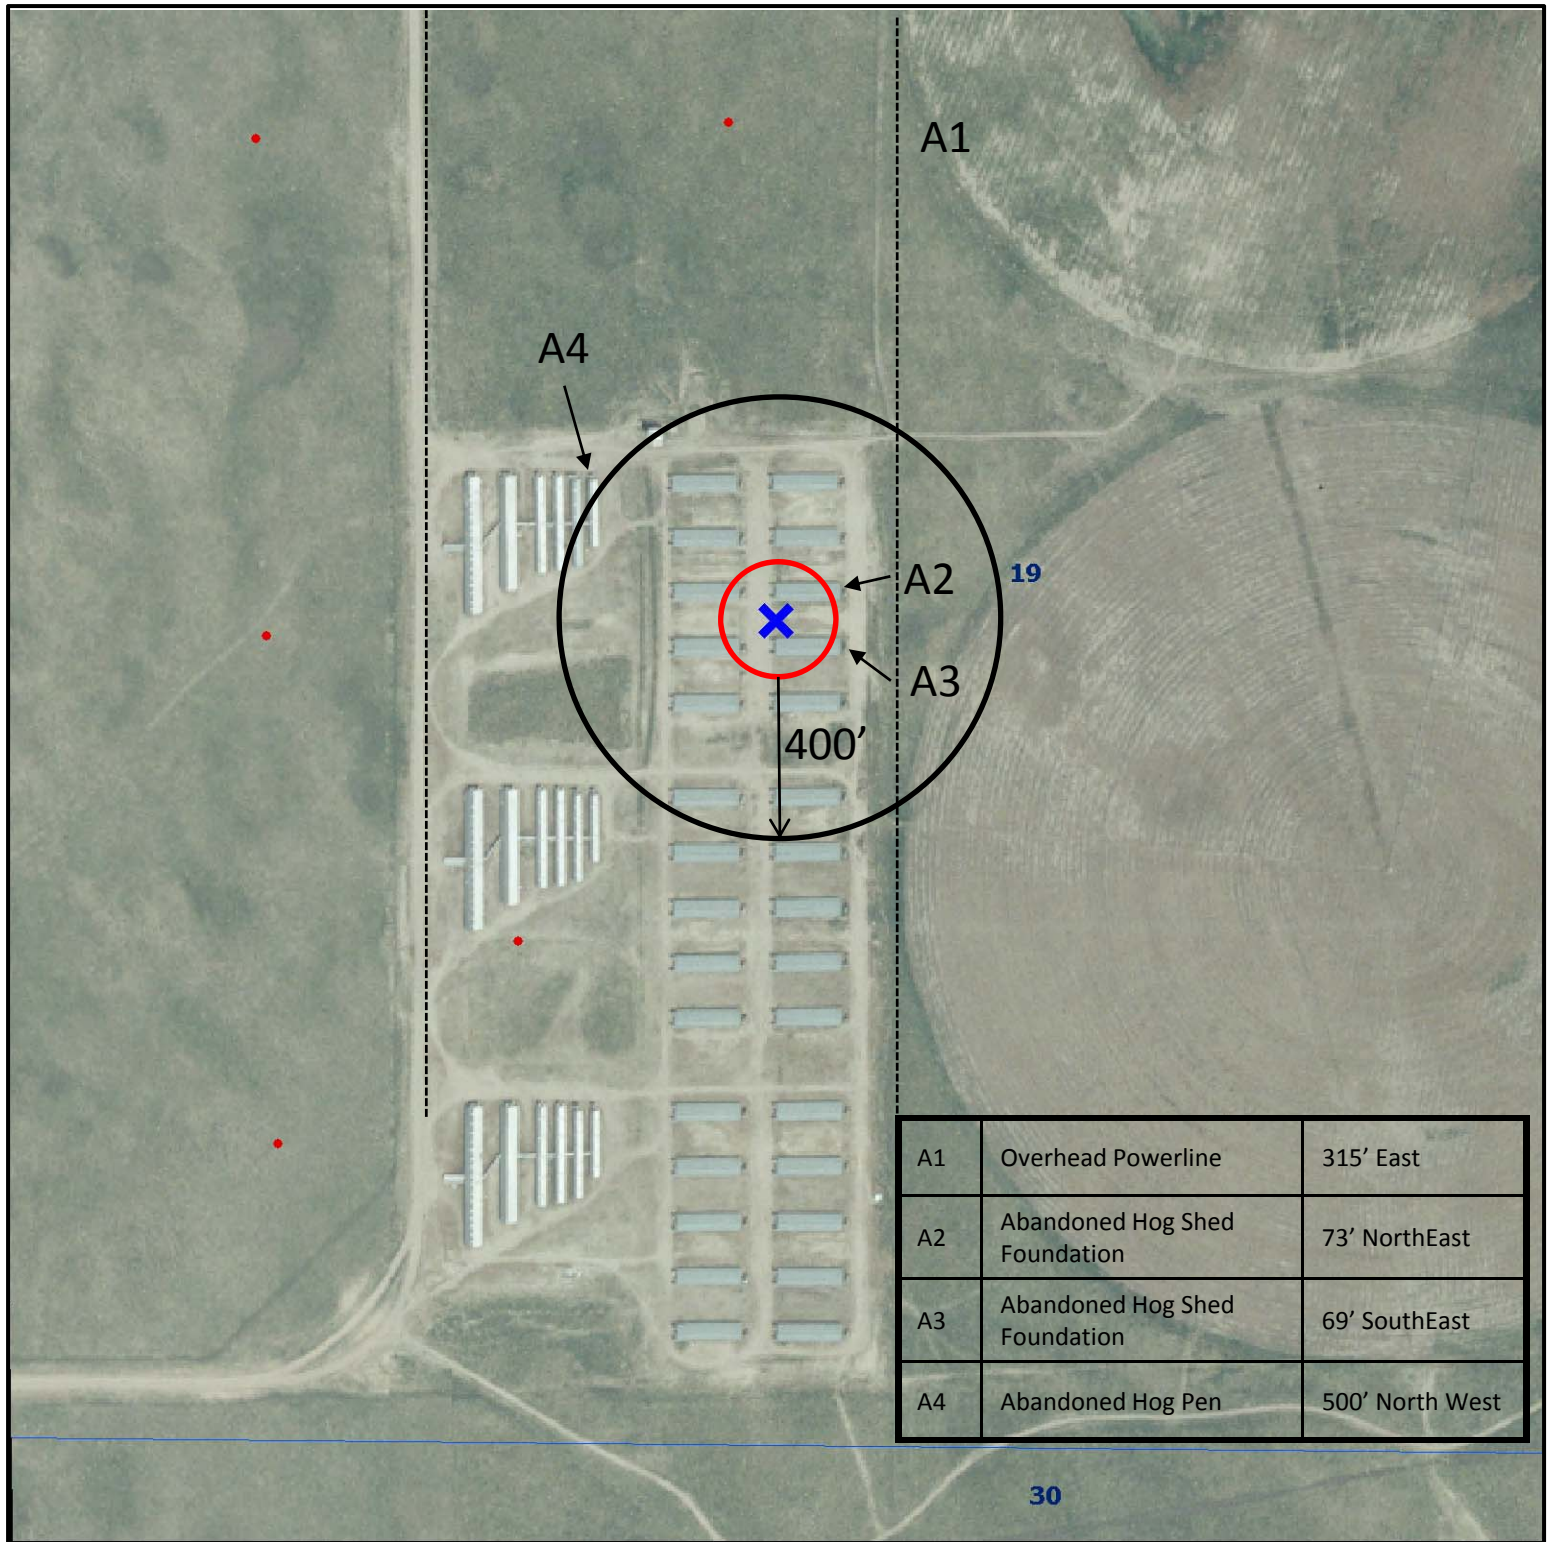 A1
A4
19
A2
A3
400’
A1 Overhead Powerline 315’ East
A2 Abandoned Hog Shed Foundation 73’ NorthEast
A3 Abandoned Hog Shed Foundation 69’ SouthEast
A4 Abandoned Hog Pen 500’ North West
30